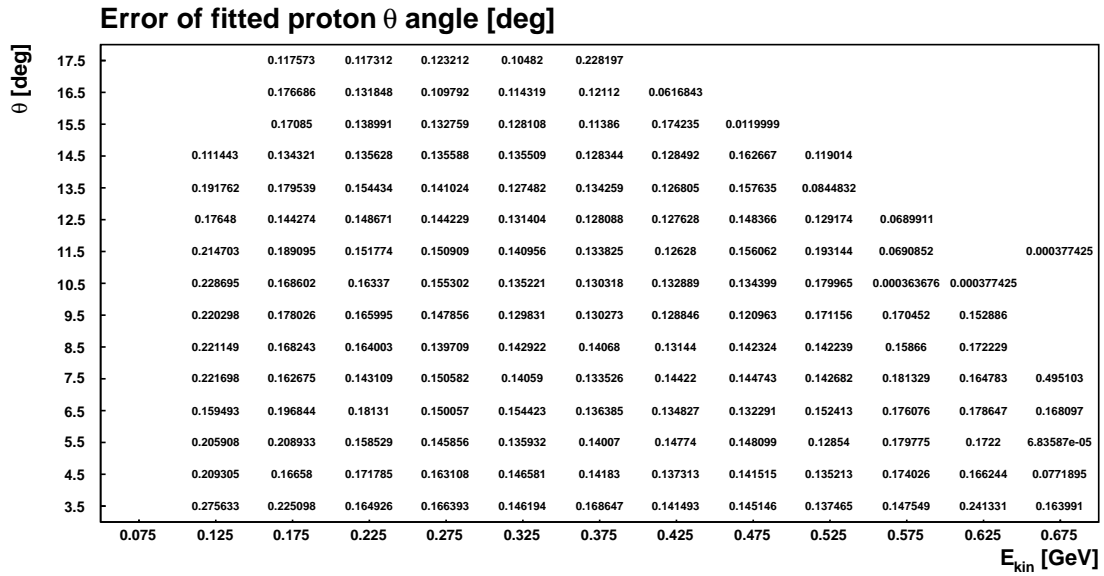 Error of fitted proton θ angle [deg]
θ [deg]
17.5 0.117573 0.117312 0.123212 0.10482 0.228197
16.5 0.176686 0.131848 0.109792 0.114319 0.12112 0.0616843
15.5 0.17085 0.138991 0.132759 0.128108 0.11386 0.174235 0.0119999
14.5 0.111443 0.134321 0.135628 0.135588 0.135509 0.128344 0.128492 0.162667 0.119014
13.5 0.191762 0.179539 0.154434 0.141024 0.127482 0.134259 0.126805 0.157635 0.0844832
12.5 0.17648 0.144274 0.148671 0.144229 0.131404 0.128088 0.127628 0.148366 0.129174 0.0689911
11.5 0.214703 0.189095 0.151774 0.150909 0.140956 0.133825 0.12628 0.156062 0.193144 0.0690852 0.000377425
10.5 0.228695 0.168602 0.16337 0.155302 0.135221 0.130318 0.132889 0.134399 0.179965 0.000363676 0.000377425
9.5 0.220298 0.178026 0.165995 0.147856 0.129831 0.130273 0.128846 0.120963 0.171156 0.170452 0.152886
8.5 0.221149 0.168243 0.164003 0.139709 0.142922 0.14068 0.13144 0.142324 0.142239 0.15866 0.172229
7.5 0.221698 0.162675 0.143109 0.150582 0.14059 0.133526 0.14422 0.144743 0.142682 0.181329 0.164783 0.495103
6.5 0.159493 0.196844 0.18131 0.150057 0.154423 0.136385 0.134827 0.132291 0.152413 0.176076 0.178647 0.168097
5.5 0.205908 0.208933 0.158529 0.145856 0.135932 0.14007 0.14774 0.148099 0.12854 0.179775 0.1722 6.83587e-05
4.5 0.209305 0.16658 0.171785 0.163108 0.146581 0.14183 0.137313 0.141515 0.135213 0.174026 0.166244 0.0771895
3.5 0.275633 0.225098 0.164926 0.166393 0.146194 0.168647 0.141493 0.145146 0.137465 0.147549 0.241331 0.163991
0.075 0.125 0.175 0.225 0.275 0.325 0.375 0.425 0.475 0.525 0.575 0.625 0.675
E_kin [GeV]